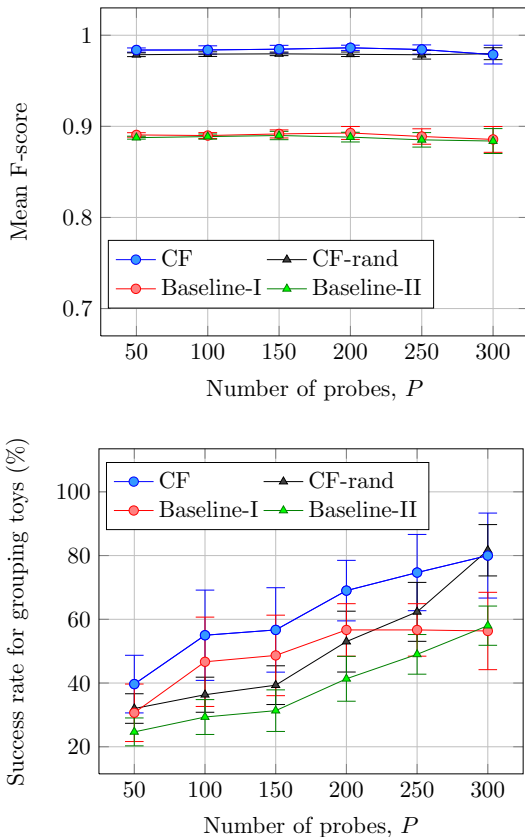 1
0.9
0.8
0.7
Mean F-score
CF CF-rand
Baseline-I Baseline-II
50 100 150 200 250 300
Number of probes, P
100
80
60
40
20
Success rate for grouping toys (%)
CF CF-rand
Baseline-I Baseline-II
50 100 150 200 250 300
Number of probes, P